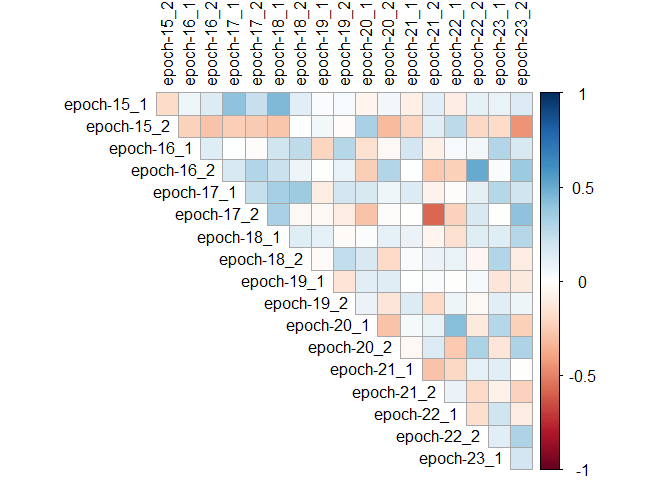 epoch-15_2
epoch-16_1
epoch-16_2
epoch-17_1
epoch-17_2
epoch-18_1
epoch-18_2
epoch-19_1
epoch-19_2
epoch-20_1
epoch-20_2
epoch-21_1
epoch-21_2
epoch-22_1
epoch-22_2
epoch-23_1
epoch-23_2
epoch-15_1
epoch-15_2
epoch-16_1
epoch-16_2
epoch-17_1
epoch-17_2
epoch-18_1
epoch-18_2
epoch-19_1
epoch-19_2
epoch-20_1
epoch-20_2
epoch-21_1
epoch-21_2
epoch-22_1
epoch-22_2
epoch-23_1
1
0.5
0
-0.5
-1